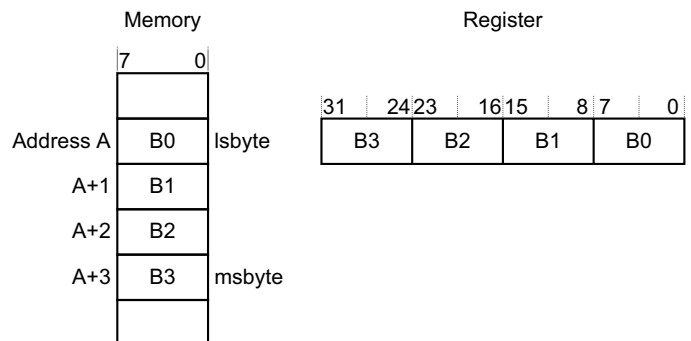 Memory
Register
7 0
31 24 23 16 15 8 7 0
Address A B0 lsbyte
B3 B2 B1 B0
A+1 B1
A+2 B2
A+3 B3 msbyte